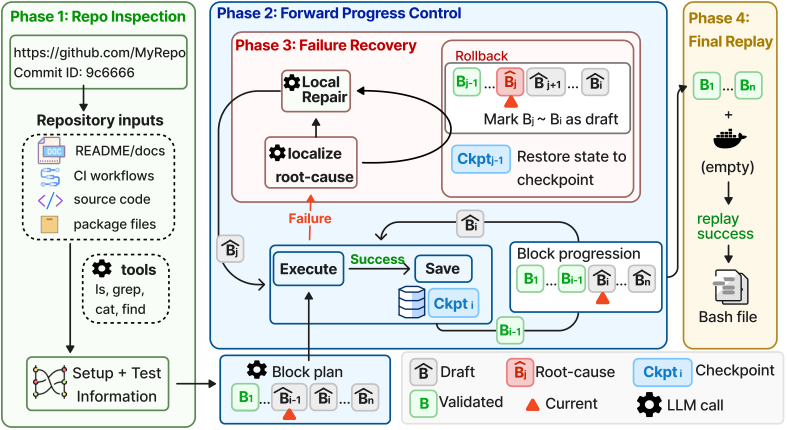 Phase 1: Repo Inspection
https://github.com/MyRepo
Commit ID: 9c6666
Repository inputs
DOC
README/docs
CI workflows
</>
source code
package files
tools
ls, grep,
cat, find
Setup + Test
Information
Phase 2: Forward Progress Control
Phase 3: Failure Recovery
Local
Repair
localize
root-cause
Rollback
B̂j-1 ... B̂j B̂j+1 ... B̂i
Mark Bj ~ Bi as draft
Ckptj-1
Restore state to
checkpoint
Failure
B̂j
B̂i
Execute
Success
Save
Ckpt i
Block progression
B1 ... Bi-1 B̂i ... B̂n
Bi-1
Block plan
B1 ... B̂i-1 B̂i ... B̂n
Phase 4:
Final Replay
B1 ... Bn
+
(empty)
replay
success
Bash file
B̂ Draft
B̂j Root-cause
Ckpt i Checkpoint
B Validated
Current
LLM call